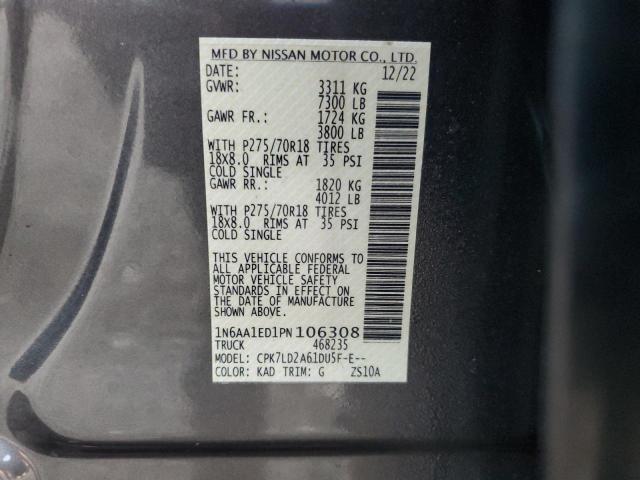 MFD BY NISSAN MOTOR CO., LTD.
DATE: 12/22
GVWR: 3311 KG
7300 LB
GAWR FR.: 1724 KG
3800 LB
WITH P275/70R18 TIRES
18X8.0 RIMS AT 35 PSI
COLD SINGLE
GAWR RR.: 1820 KG
4012 LB
WITH P275/70R18 TIRES
18X8.0 RIMS AT 35 PSI
COLD SINGLE
THIS VEHICLE CONFORMS TO
ALL APPLICABLE FEDERAL
MOTOR VEHICLE SAFETY
STANDARDS IN EFFECT ON
THE DATE OF MANUFACTURE
SHOWN ABOVE.
1N6AA1ED1PN106308
TRUCK 468235
MODEL: CPK7LD2A61DU5F-E--
COLOR: KAD TRIM: G ZS10A